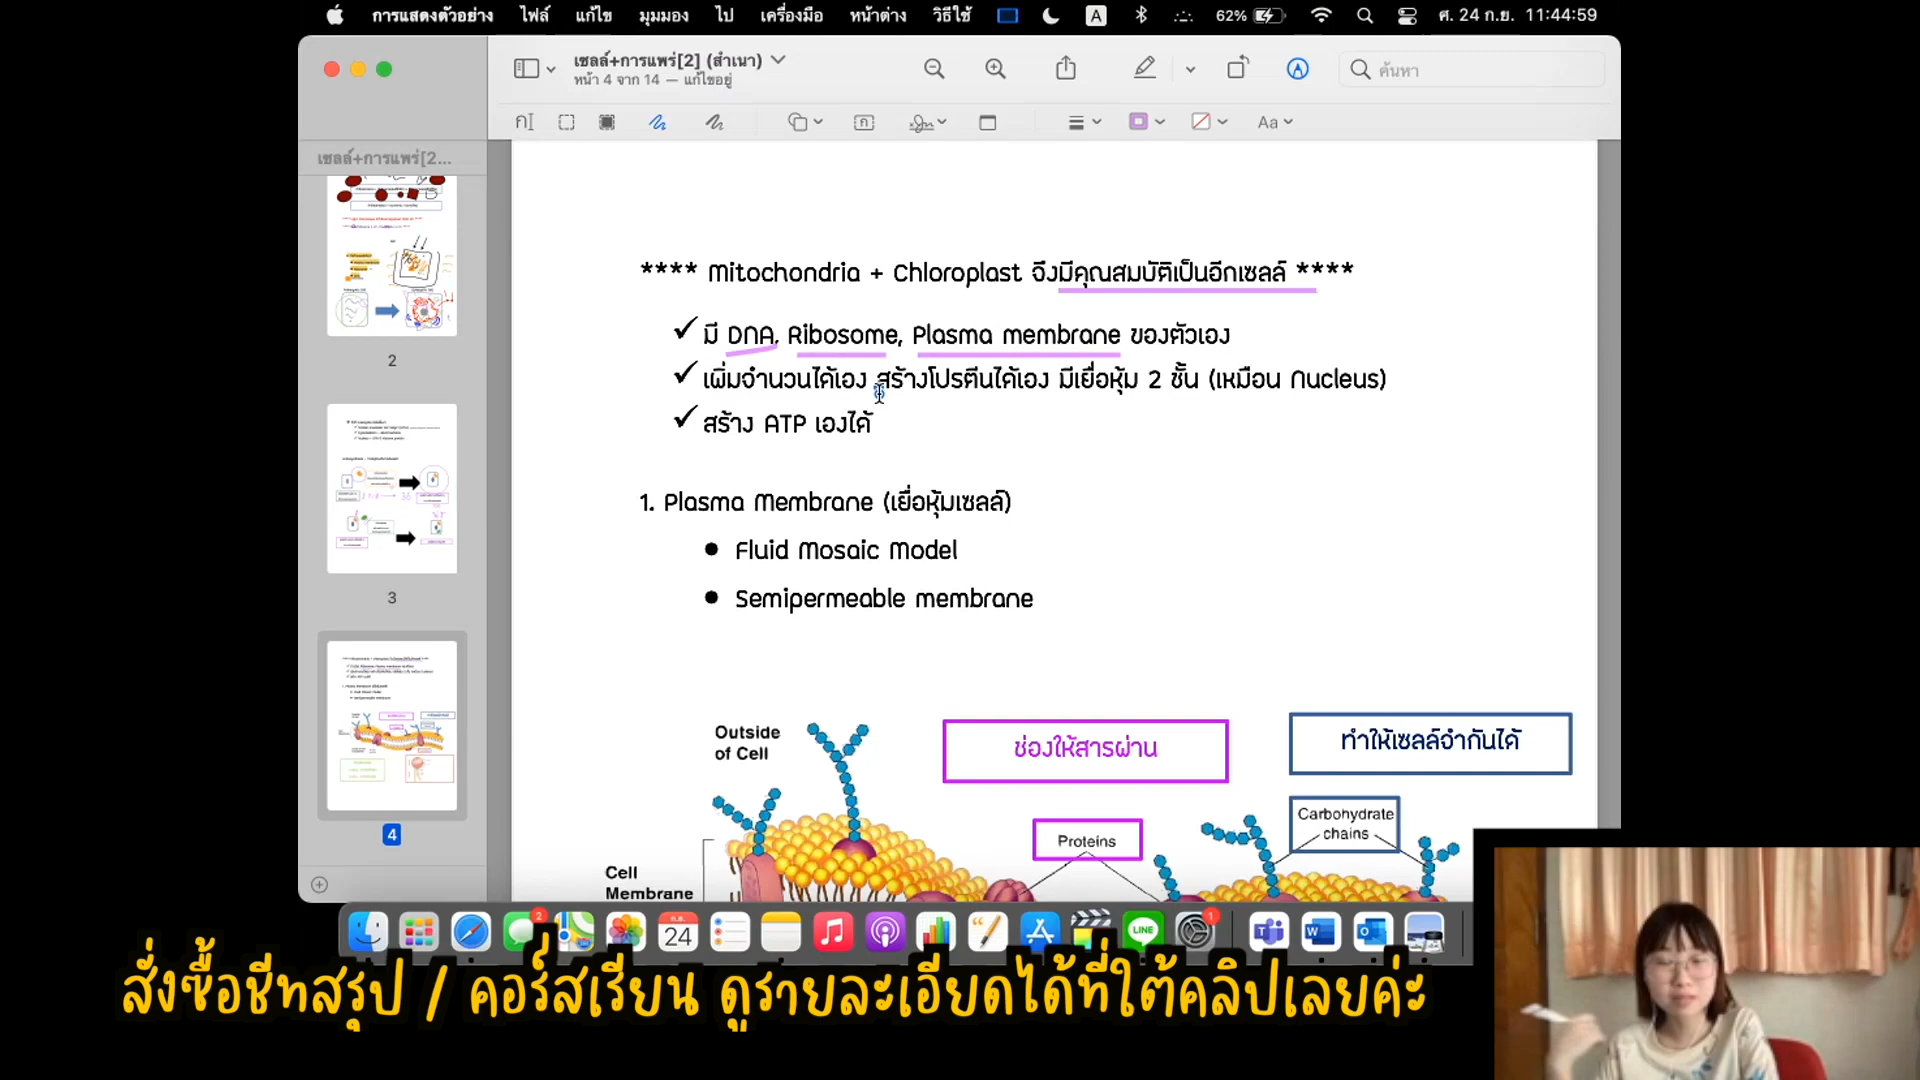 การแสดงตัวอย่าง ไฟล์ แก้ไข มุมมอง ไป เครื่องมือ หน้าต่าง วิธีใช้ A 62% ศ. 24 ก.ย. 11:44:59
เซลล์+การแพร่[2] (สำเนา)
หน้า 4 จาก 14 — แก้ไขอยู่
ค้นหา
Aa
เซลล์+การแพร่[2...
2
3
4
**** Mitochondria + Chloroplast จึงมีคุณสมบัติเป็นอีกเซลล์ ****
✓ มี DNA, Ribosome, Plasma membrane ของตัวเอง
✓ เพิ่มจำนวนได้เอง สร้างโปรตีนได้เอง มีเยื่อหุ้ม 2 ชั้น (เหมือน Nucleus)
✓ สร้าง ATP เองได้
1. Plasma Membrane (เยื่อหุ้มเซลล์)
● Fluid Mosaic Model
● Semipermeable membrane
Outside
of Cell
ช่องให้สารผ่าน
ทำให้เซลล์จำกันได้
Proteins
Carbohydrate
chains
Cell
Membrane
2
ก.ย.
24
LINE
1
สั่งซื้อชีทสรุป / คอร์สเรียน ดูรายละเอียดได้ที่ใต้คลิปเลยค่ะ